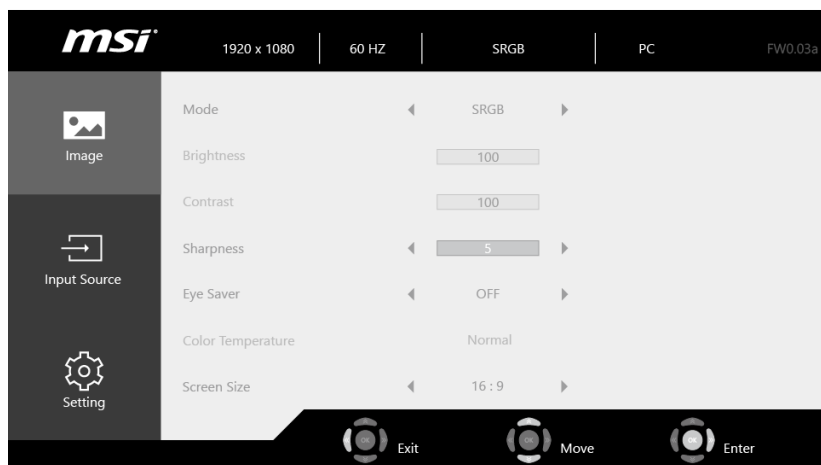 msi
1920 x 1080 60 HZ SRGB PC FW0.03a
Image
Input Source
Setting
Mode SRGB
Brightness 100
Contrast 100
Sharpness 5
Eye Saver OFF
Color Temperature Normal
Screen Size 16 : 9
OK Exit OK Move OK Enter